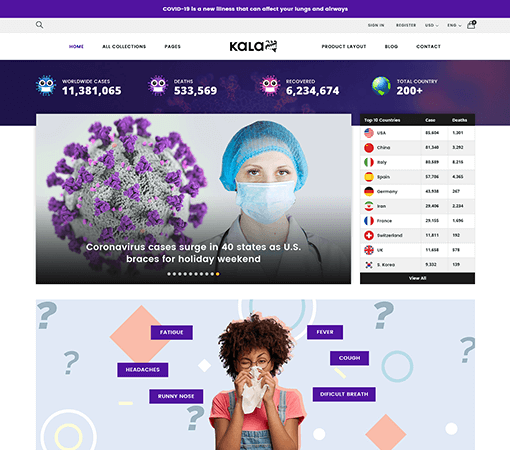 COVID-19 is a new illness that can affect your lungs and airways
SIGN IN REGISTER USD ENG 0
HOME ALL COLLECTIONS PAGES KALA PRODUCT LAYOUT BLOG CONTACT
WORLDWIDE CASES DEATHS RECOVERED TOTAL COUNTRY
11,381,065 533,569 6,234,674 200+
Top 10 Countries Case Deaths
USA 85,604 1,301
China 81,340 3,292
Italy 80,589 8,215
Spain 57,786 4,365
Germany 43,938 267
Iran 29,406 2,234
France 29,155 1,696
Switzerland 11,811 192
UK 11,658 578
S. Korea 9,332 139
View All
Coronavirus cases surge in 40 states as U.S.
braces for holiday weekend
? ?
FATIGUE FEVER
? COUGH ?
HEADACHES
RUNNY NOSE DIFICULT BREATH
? ?